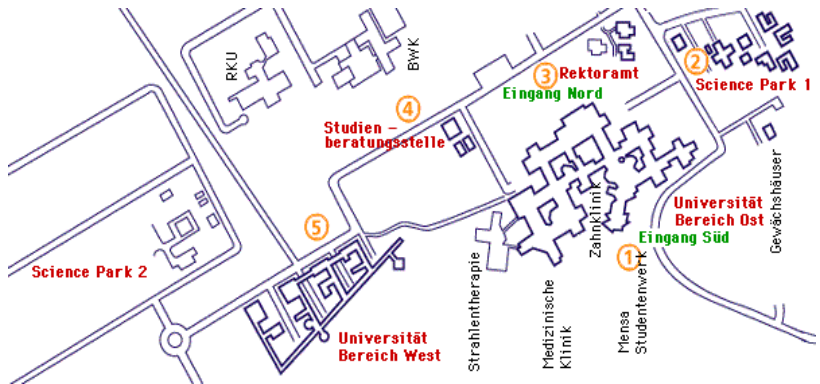 RKU
BWK
2
3
Rektoramt
Science Park 1
Eingang Nord
4
Studien –
beratungsstelle
Gewächshäuser
Zahnklinik
Universität
Bereich Ost
5
Eingang Süd
1
Science Park 2
Strahlentherapie
Medizinische
Klinik
Mensa
Studentenwerk
Universität
Bereich West